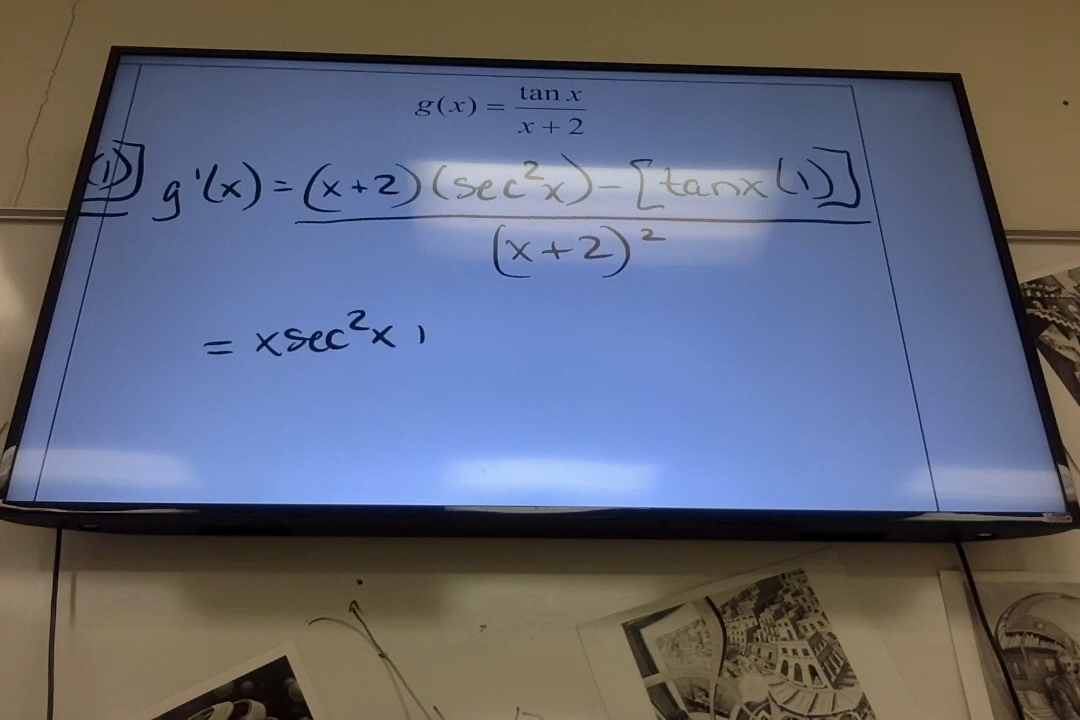 g(x) = tan x / x + 2
(1)] g'(x) = (x+2)(sec²x) - [tanx(1)] / (x+2)²
= xsec²x